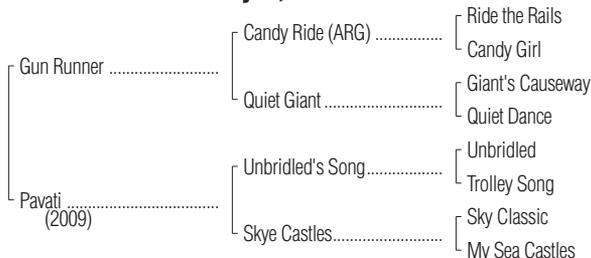 Ride the Rails
Candy Ride (ARG) ................
Candy Girl
Gun Runner ..........................
Giant's Causeway
Quiet Giant ............................
Quiet Dance
Unbridled
Unbridled's Song..................
Trolley Song
Pavati ....................................
(2009)
Sky Classic
Skye Castles..........................
My Sea Castles